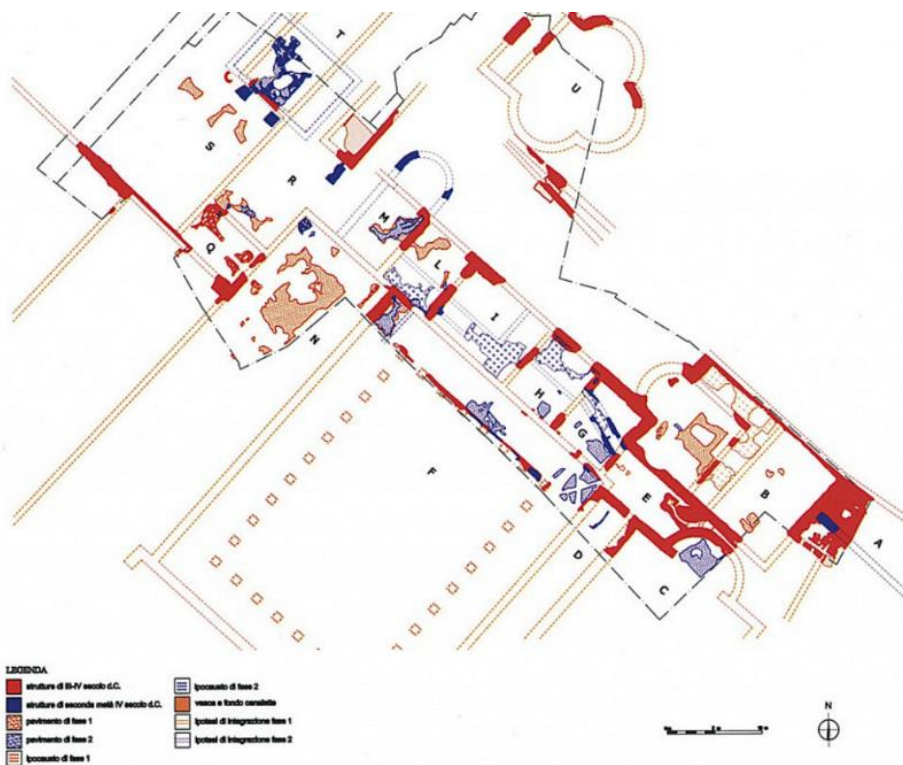 T
U
S
R
M
Q
L
I
N
H
G
F
B
E
A
D
C
LEGENDA
strutture di III-IV secolo d.C.
strutture di seconda metà IV secolo d.C.
pavimento di fase 1
pavimento di fase 2
ipocausto di fase 1
ipocausto di fase 2
vasca e fondo canaletta
ipotesi di integrazione fase 1
ipotesi di integrazione fase 2
N